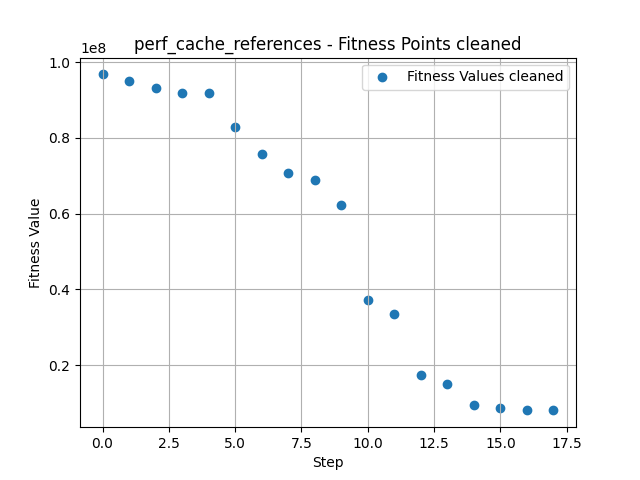 perf_cache_references - Fitness Points cleaned
1e8
Fitness Values cleaned
1.0
0.8
0.6
0.4
0.2
Fitness Value
0.0 2.5 5.0 7.5 10.0 12.5 15.0 17.5
Step